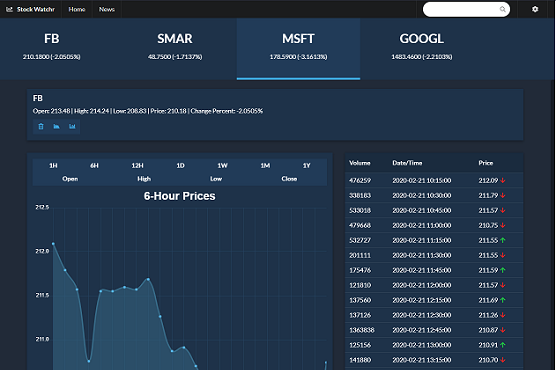 Stock Watchr Home News
FB SMAR MSFT GOOGL
210.1800 (-2.0505%) 48.7500 (-1.7137%) 178.5900 (-3.1613%) 1483.4600 (-2.2103%)
FB
Open: 213.48 | High: 214.24 | Low: 208.83 | Price: 210.18 | Change Percent: -2.0505%
1H 6H 12H 1D 1W 1M 1Y
Open High Low Close
6-Hour Prices
212.5
212.0
211.5
211.0
Volume Date/Time Price
476259 2020-02-21 10:15:00 212.09
338183 2020-02-21 10:30:00 211.79
533018 2020-02-21 10:45:00 211.57
479668 2020-02-21 11:00:00 210.75
532727 2020-02-21 11:15:00 211.55
201111 2020-02-21 11:30:00 211.55
175476 2020-02-21 11:45:00 211.59
121810 2020-02-21 12:00:00 211.57
137560 2020-02-21 12:15:00 211.69
137126 2020-02-21 12:30:00 211.26
1363838 2020-02-21 12:45:00 210.87
125156 2020-02-21 13:00:00 210.91
141880 2020-02-21 13:15:00 210.70